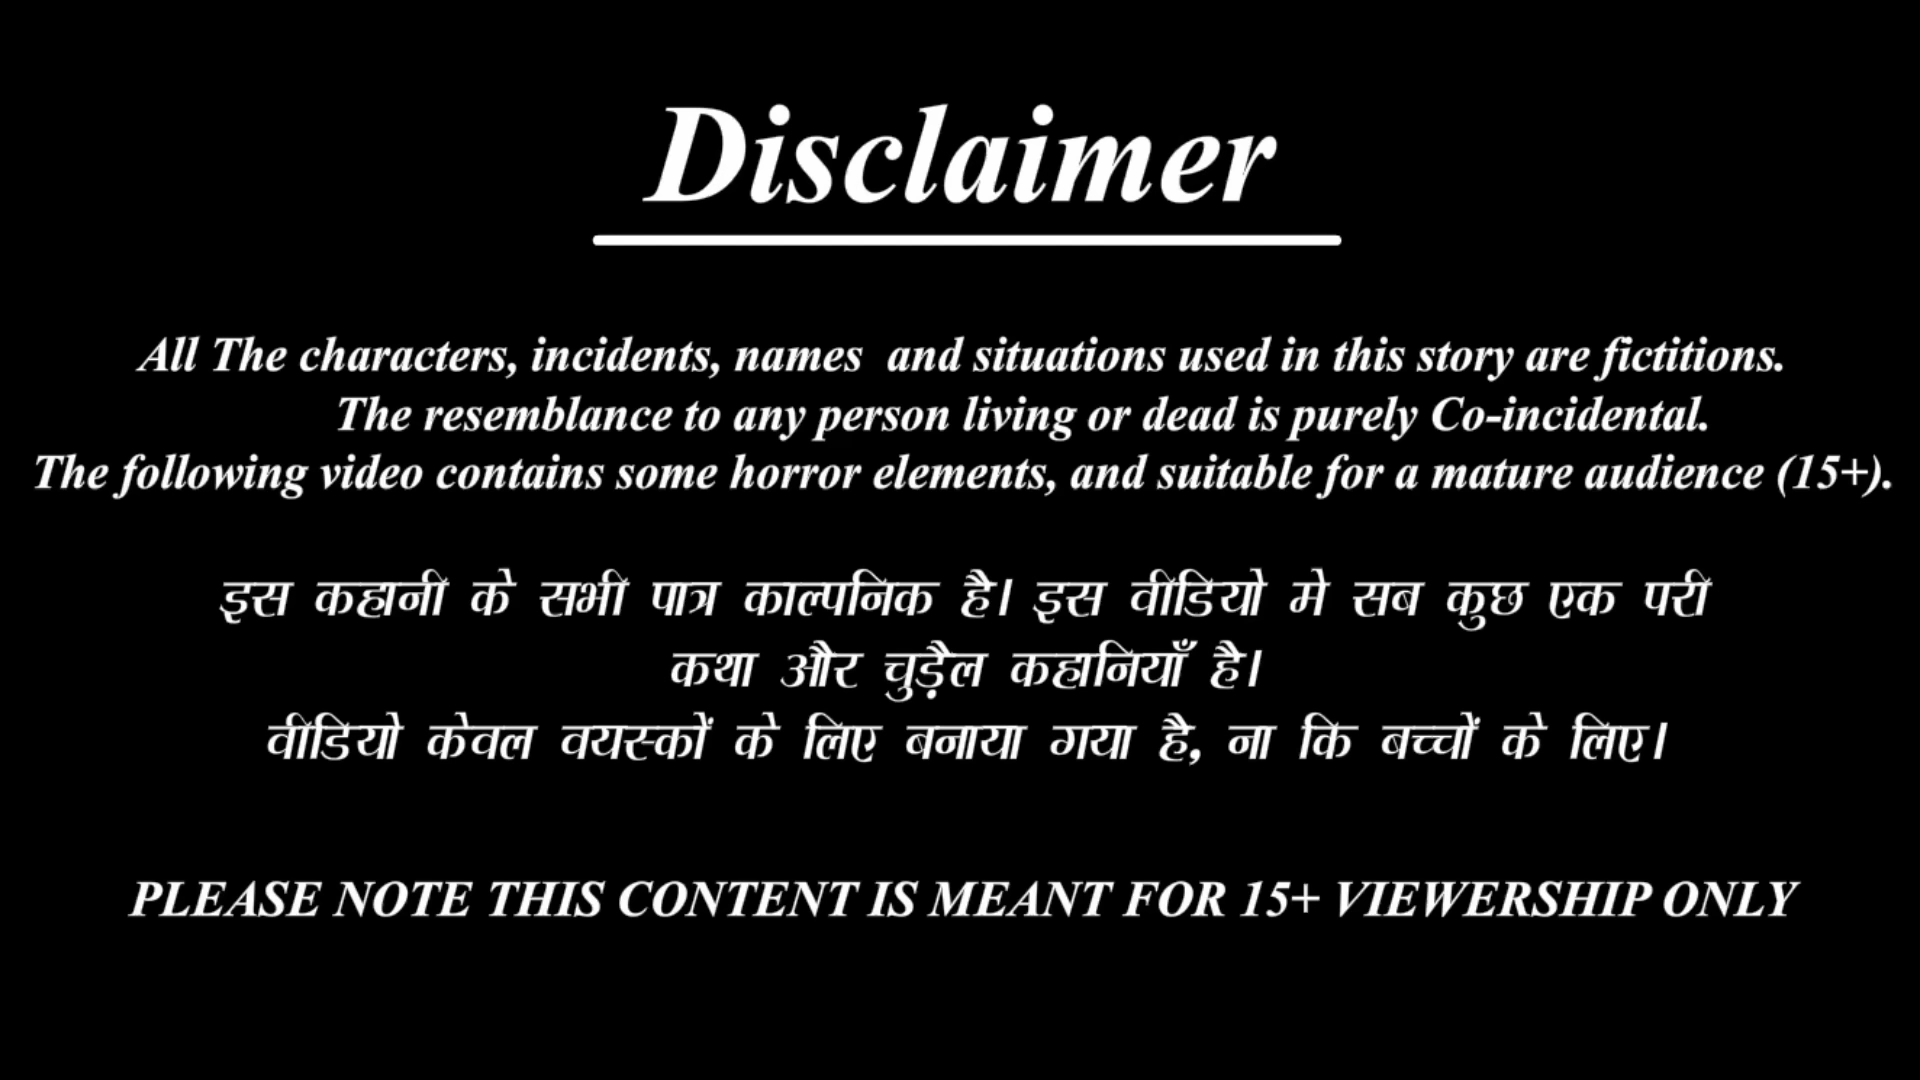 Disclaimer
All The characters, incidents, names and situations used in this story are fictitions.
The resemblance to any person living or dead is purely Co-incidental.
The following video contains some horror elements, and suitable for a mature audience (15+).
इस कहानी के सभी पात्र काल्पनिक है। इस वीडियो मे सब कुछ एक परी
कथा और चुड़ैल कहानियाँ है।
वीडियो केवल वयस्कों के लिए बनाया गया है, ना कि बच्चों के लिए।
PLEASE NOTE THIS CONTENT IS MEANT FOR 15+ VIEWERSHIP ONLY